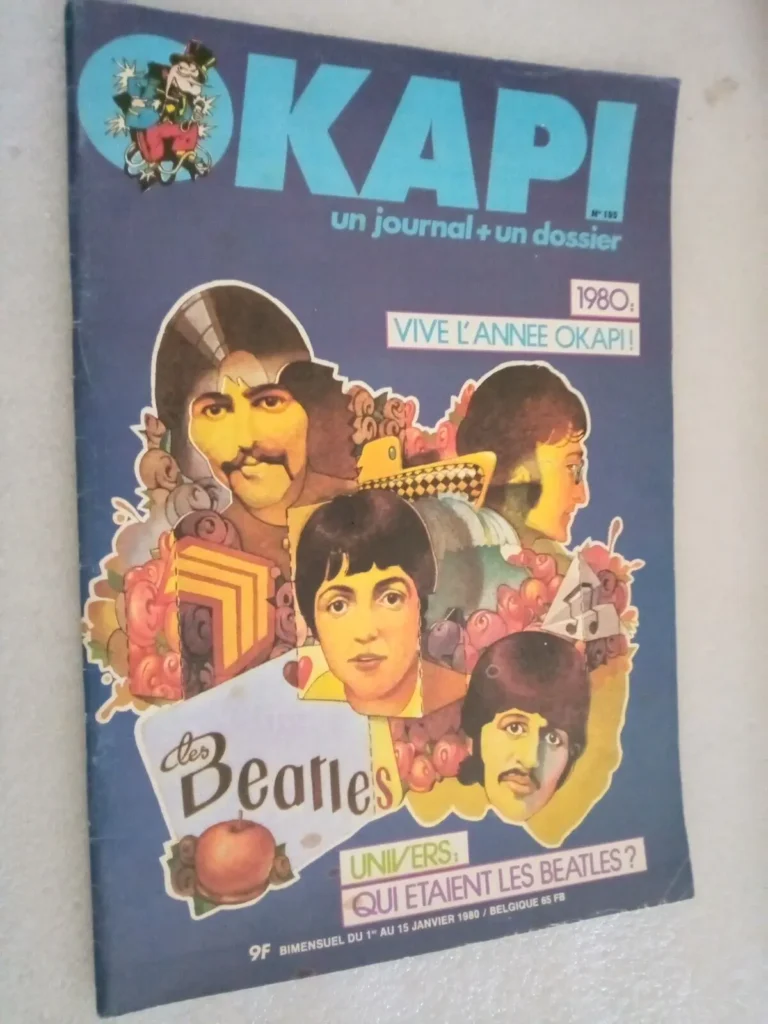 OKAPI
un journal + un dossier
1980:
VIVE L'ANNEE OKAPI!
les
Beatles
UNIVERS:
QUI ETAIENT LES BEATLES?
9F BIMENSUEL DU 1er AU 15 JANVIER 1980 / BELGIQUE 65 FB